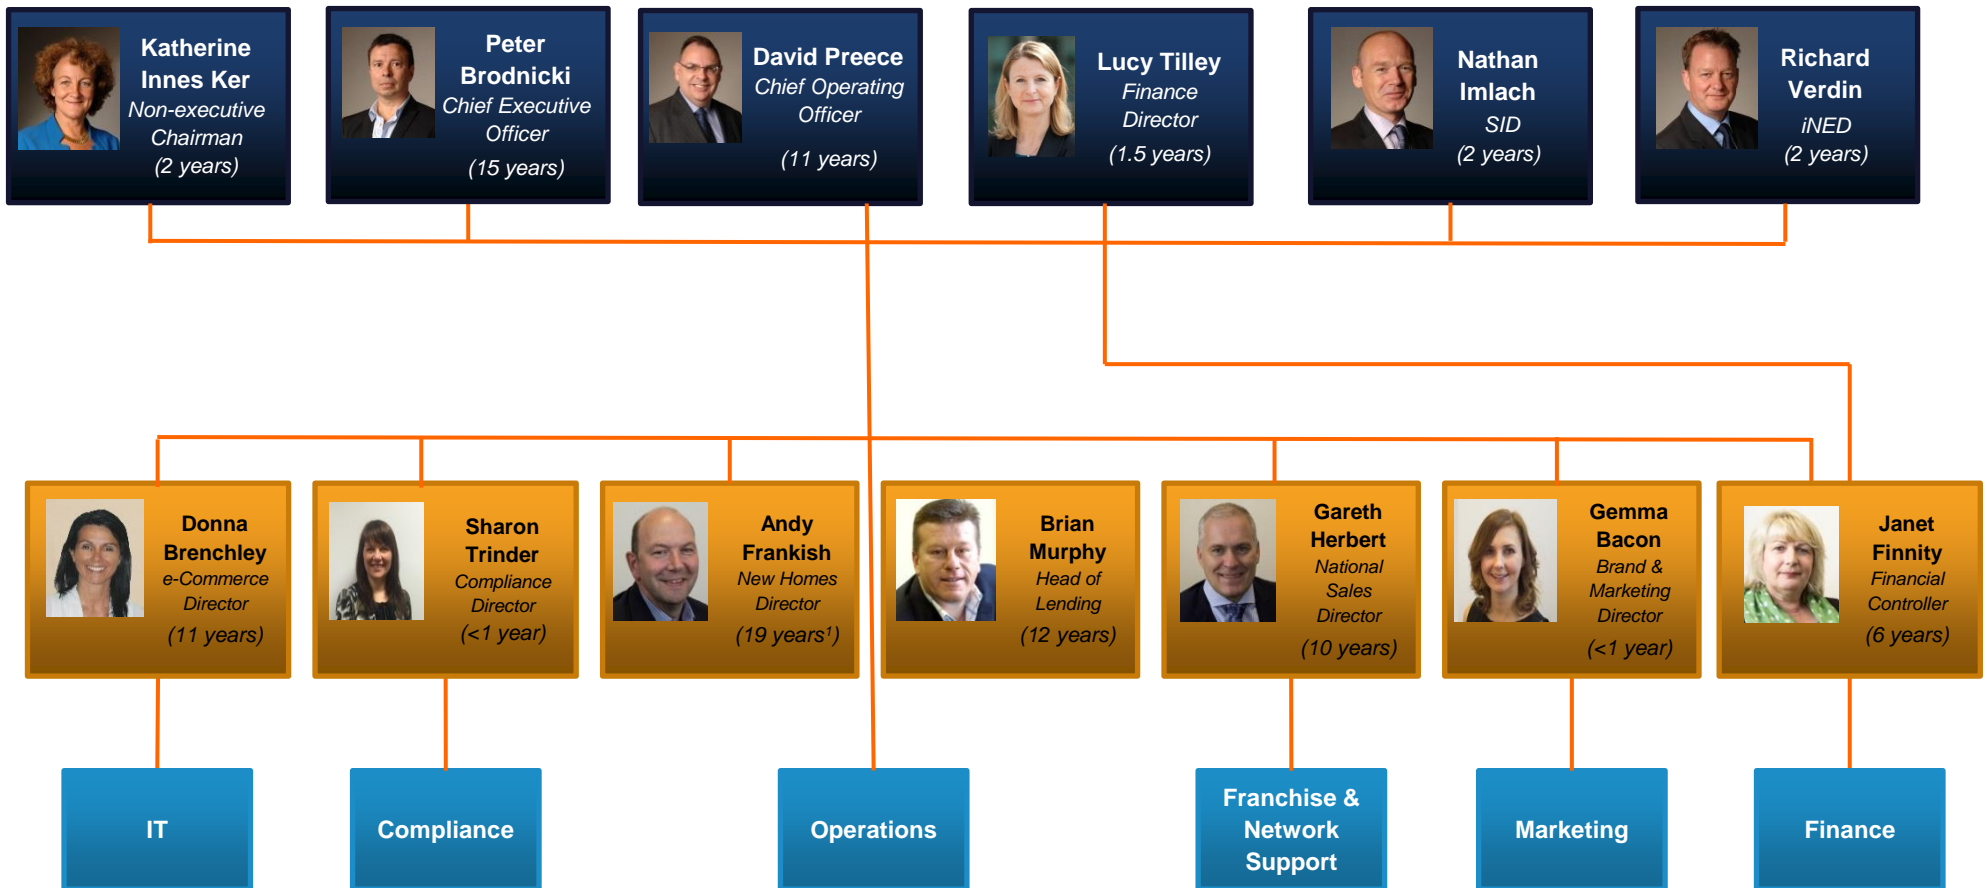 Katherine
Innes Ker
Non-executive
Chairman
(2 years)
Peter
Brodnicki
Chief Executive
Officer
(15 years)
David Preece
Chief Operating
Officer
(11 years)
Lucy Tilley
Finance
Director
(1.5 years)
Nathan
Imlach
SID
(2 years)
Richard
Verdin
iNED
(2 years)
Donna
Brenchley
e-Commerce
Director
(11 years)
Sharon
Trinder
Compliance
Director
(<1 year)
Andy
Frankish
New Homes
Director
(19 years¹)
Brian
Murphy
Head of
Lending
(12 years)
Gareth
Herbert
National
Sales
Director
(10 years)
Gemma
Bacon
Brand &
Marketing
Director
(<1 year)
Janet
Finnity
Financial
Controller
(6 years)
IT
Compliance
Operations
Franchise &
Network
Support
Marketing
Finance